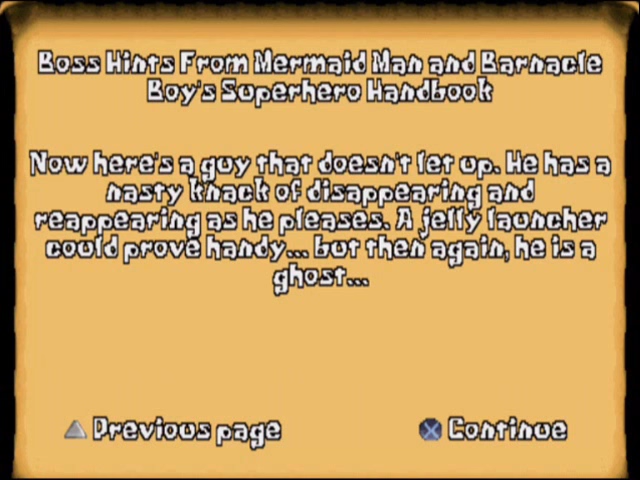 Boss Hints From Mermaid Man and Barnacle
Boy's Superhero Handbook
Now here's a guy that doesn't let up. He has a
nasty knack of disappearing and
reappearing as he pleases. A jelly launcher
could prove handy... but then again, he is a
ghost...
Previous page
Continue